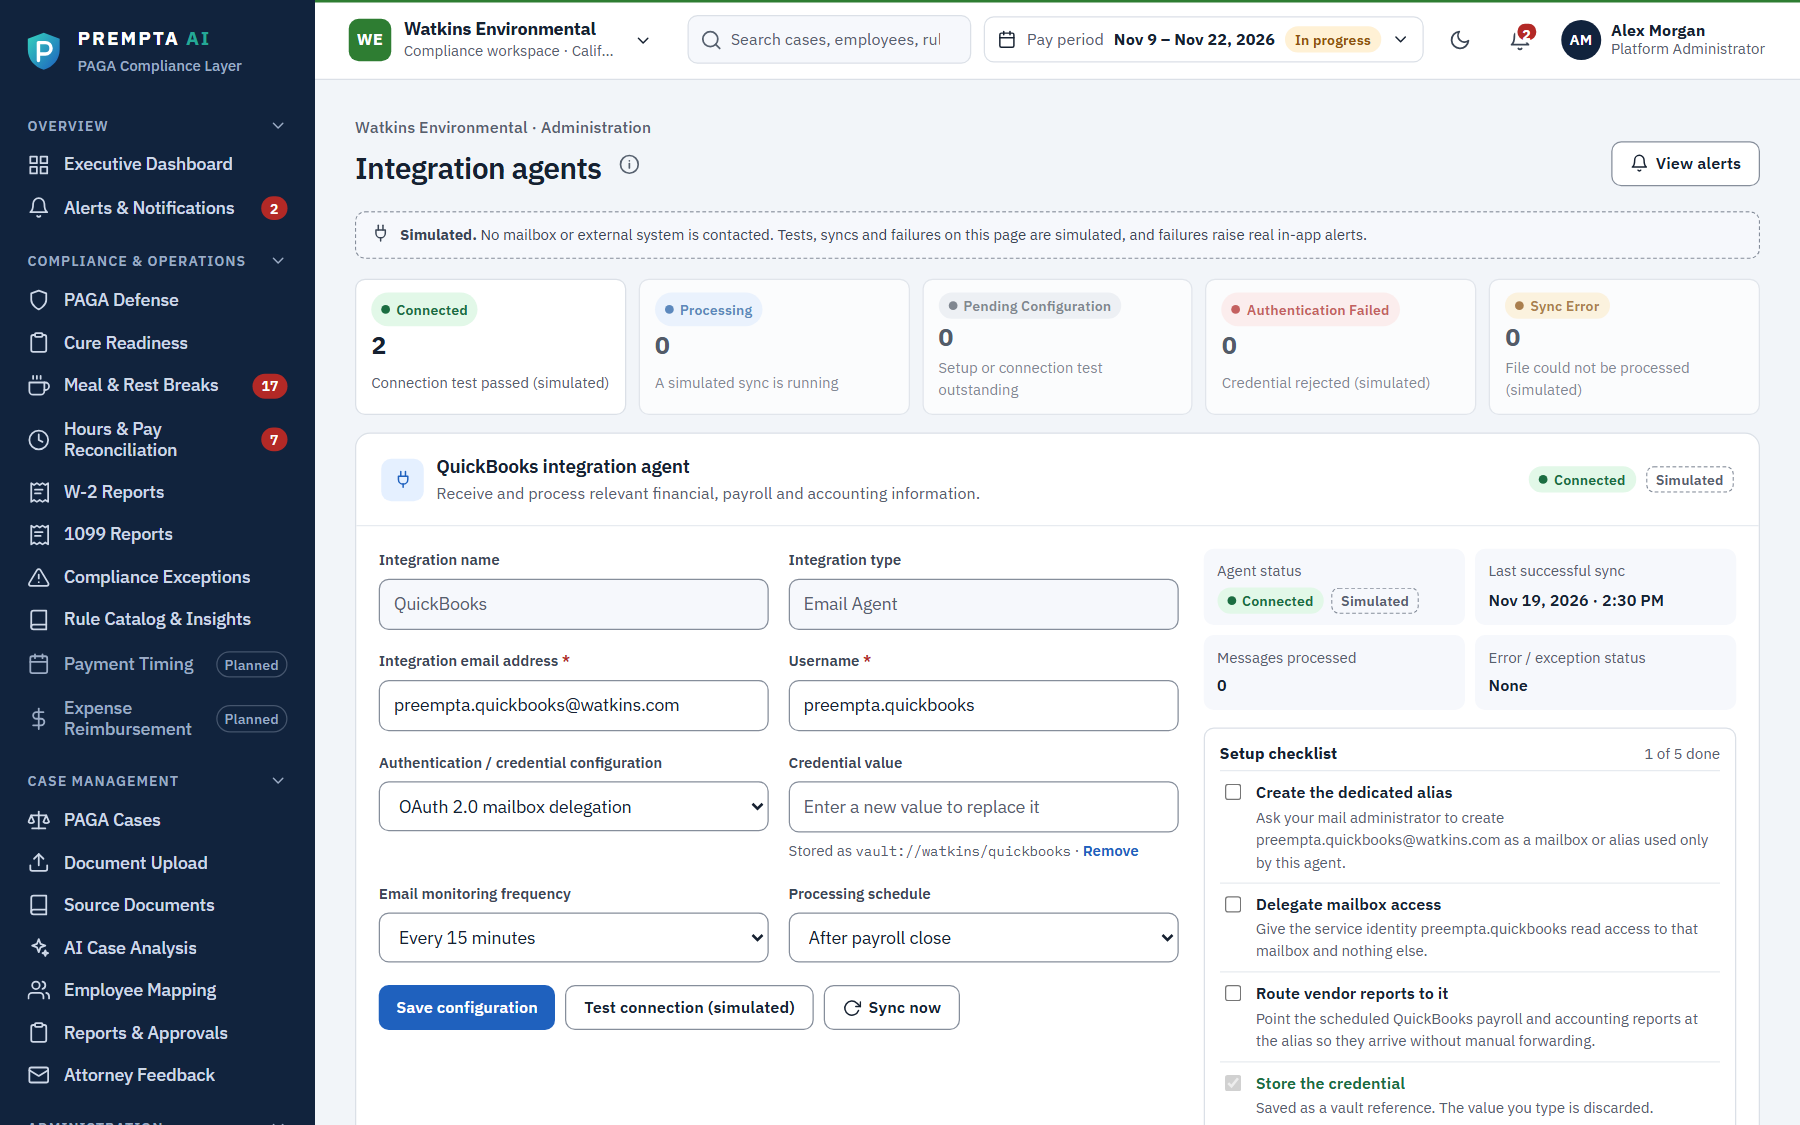 PREMPTA AI
PAGA Compliance Layer
OVERVIEW
Executive Dashboard
Alerts & Notifications
2
COMPLIANCE & OPERATIONS
PAGA Defense
Cure Readiness
Meal & Rest Breaks
17
Hours & Pay
Reconciliation
7
W-2 Reports
1099 Reports
Compliance Exceptions
Rule Catalog & Insights
Payment Timing
Planned
Expense
Reimbursement
Planned
CASE MANAGEMENT
PAGA Cases
Document Upload
Source Documents
AI Case Analysis
Employee Mapping
Reports & Approvals
Attorney Feedback
WE
Watkins Environmental
Compliance workspace · Calif...
Search cases, employees, rul
Pay period Nov 9 – Nov 22, 2026 In progress
2
AM
Alex Morgan
Platform Administrator
Watkins Environmental · Administration
Integration agents
View alerts
Simulated. No mailbox or external system is contacted. Tests, syncs and failures on this page are simulated, and failures raise real in-app alerts.
Connected
2
Connection test passed (simulated)
Processing
0
A simulated sync is running
Pending Configuration
0
Setup or connection test
outstanding
Authentication Failed
0
Credential rejected (simulated)
Sync Error
0
File could not be processed
(simulated)
QuickBooks integration agent
Receive and process relevant financial, payroll and accounting information.
Connected
Simulated
Integration name
QuickBooks
Integration type
Email Agent
Integration email address *
preempta.quickbooks@watkins.com
Username *
preempta.quickbooks
Authentication / credential configuration
OAuth 2.0 mailbox delegation
Credential value
Enter a new value to replace it
Stored as vault://watkins/quickbooks · Remove
Email monitoring frequency
Every 15 minutes
Processing schedule
After payroll close
Save configuration
Test connection (simulated)
Sync now
Agent status
Connected
Simulated
Last successful sync
Nov 19, 2026 · 2:30 PM
Messages processed
0
Error / exception status
None
Setup checklist
1 of 5 done
Create the dedicated alias
Ask your mail administrator to create
preempta.quickbooks@watkins.com as a mailbox or alias used only
by this agent.
Delegate mailbox access
Give the service identity preempta.quickbooks read access to that
mailbox and nothing else.
Route vendor reports to it
Point the scheduled QuickBooks payroll and accounting reports at
the alias so they arrive without manual forwarding.
Store the credential
Saved as a vault reference. The value you type is discarded.